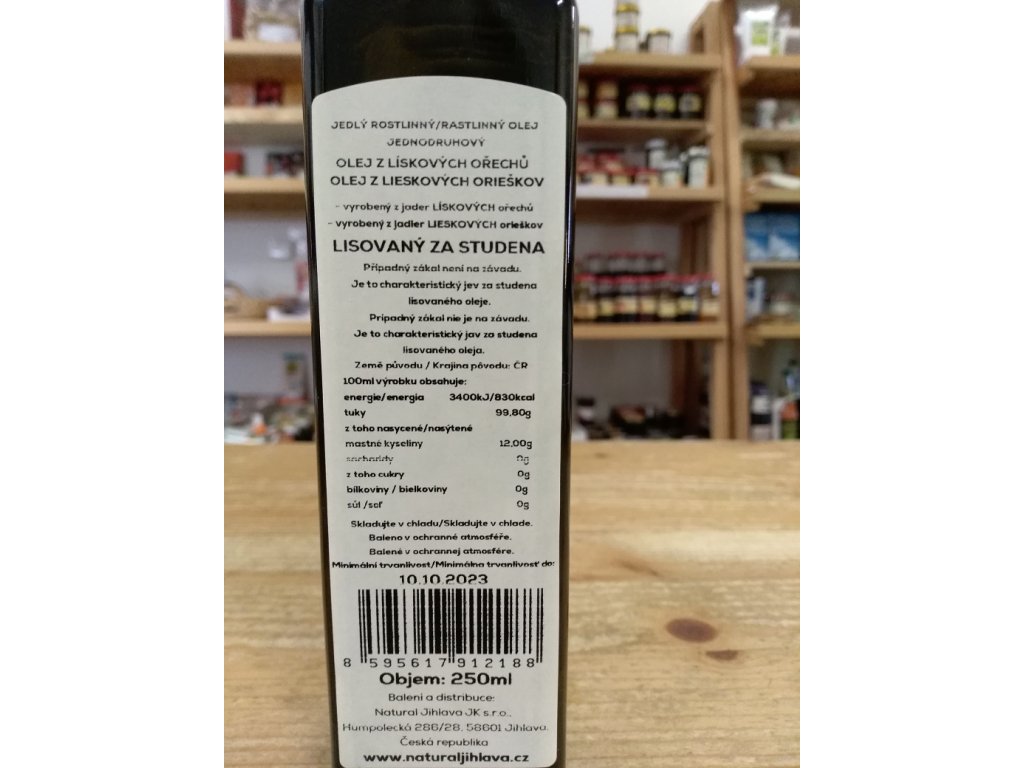 JEDLÝ ROSTLINNÝ/RASTLINNÝ OLEJ
JEDNODRUHOVÝ
OLEJ Z LÍSKOVÝCH OŘECHŮ
OLEJ Z LIESKOVÝCH ORIEŠKOV
- vyrobený z jader LÍSKOVÝCH ořechů
- vyrobený z jadier LIESKOVÝCH orieškov
LISOVANÝ ZA STUDENA
Případný zákal není na závadu.
Je to charakteristický jev za studena
lisovaného oleje.
Prípadný zákal nie je na závadu.
Je to charakteristický jav za studena
lisovaného oleja.
Země původu / Krajina pôvodu: ČR
100ml výrobku obsahuje:
energie/energia 3400kJ/830kcal
tuky 99,80g
z toho nasycené/nasýtené
mastné kyseliny 12,00g
sacharidy 0g
z toho cukry 0g
bílkoviny / bielkoviny 0g
sůl /soľ 0g
Skladujte v chladu/Skladujte v chlade.
Baleno v ochranné atmosféře.
Balené v ochrannej atmosfére.
Minimální trvanlivost/Minimálna trvanlivosť do:
10.10.2023
8 595617 912188
Objem: 250ml
Balení a distribuce:
Natural Jihlava JK s.r.o.,
Humpolecká 286/28, 58601 Jihlava,
Česká republika
www.naturaljihlava.cz